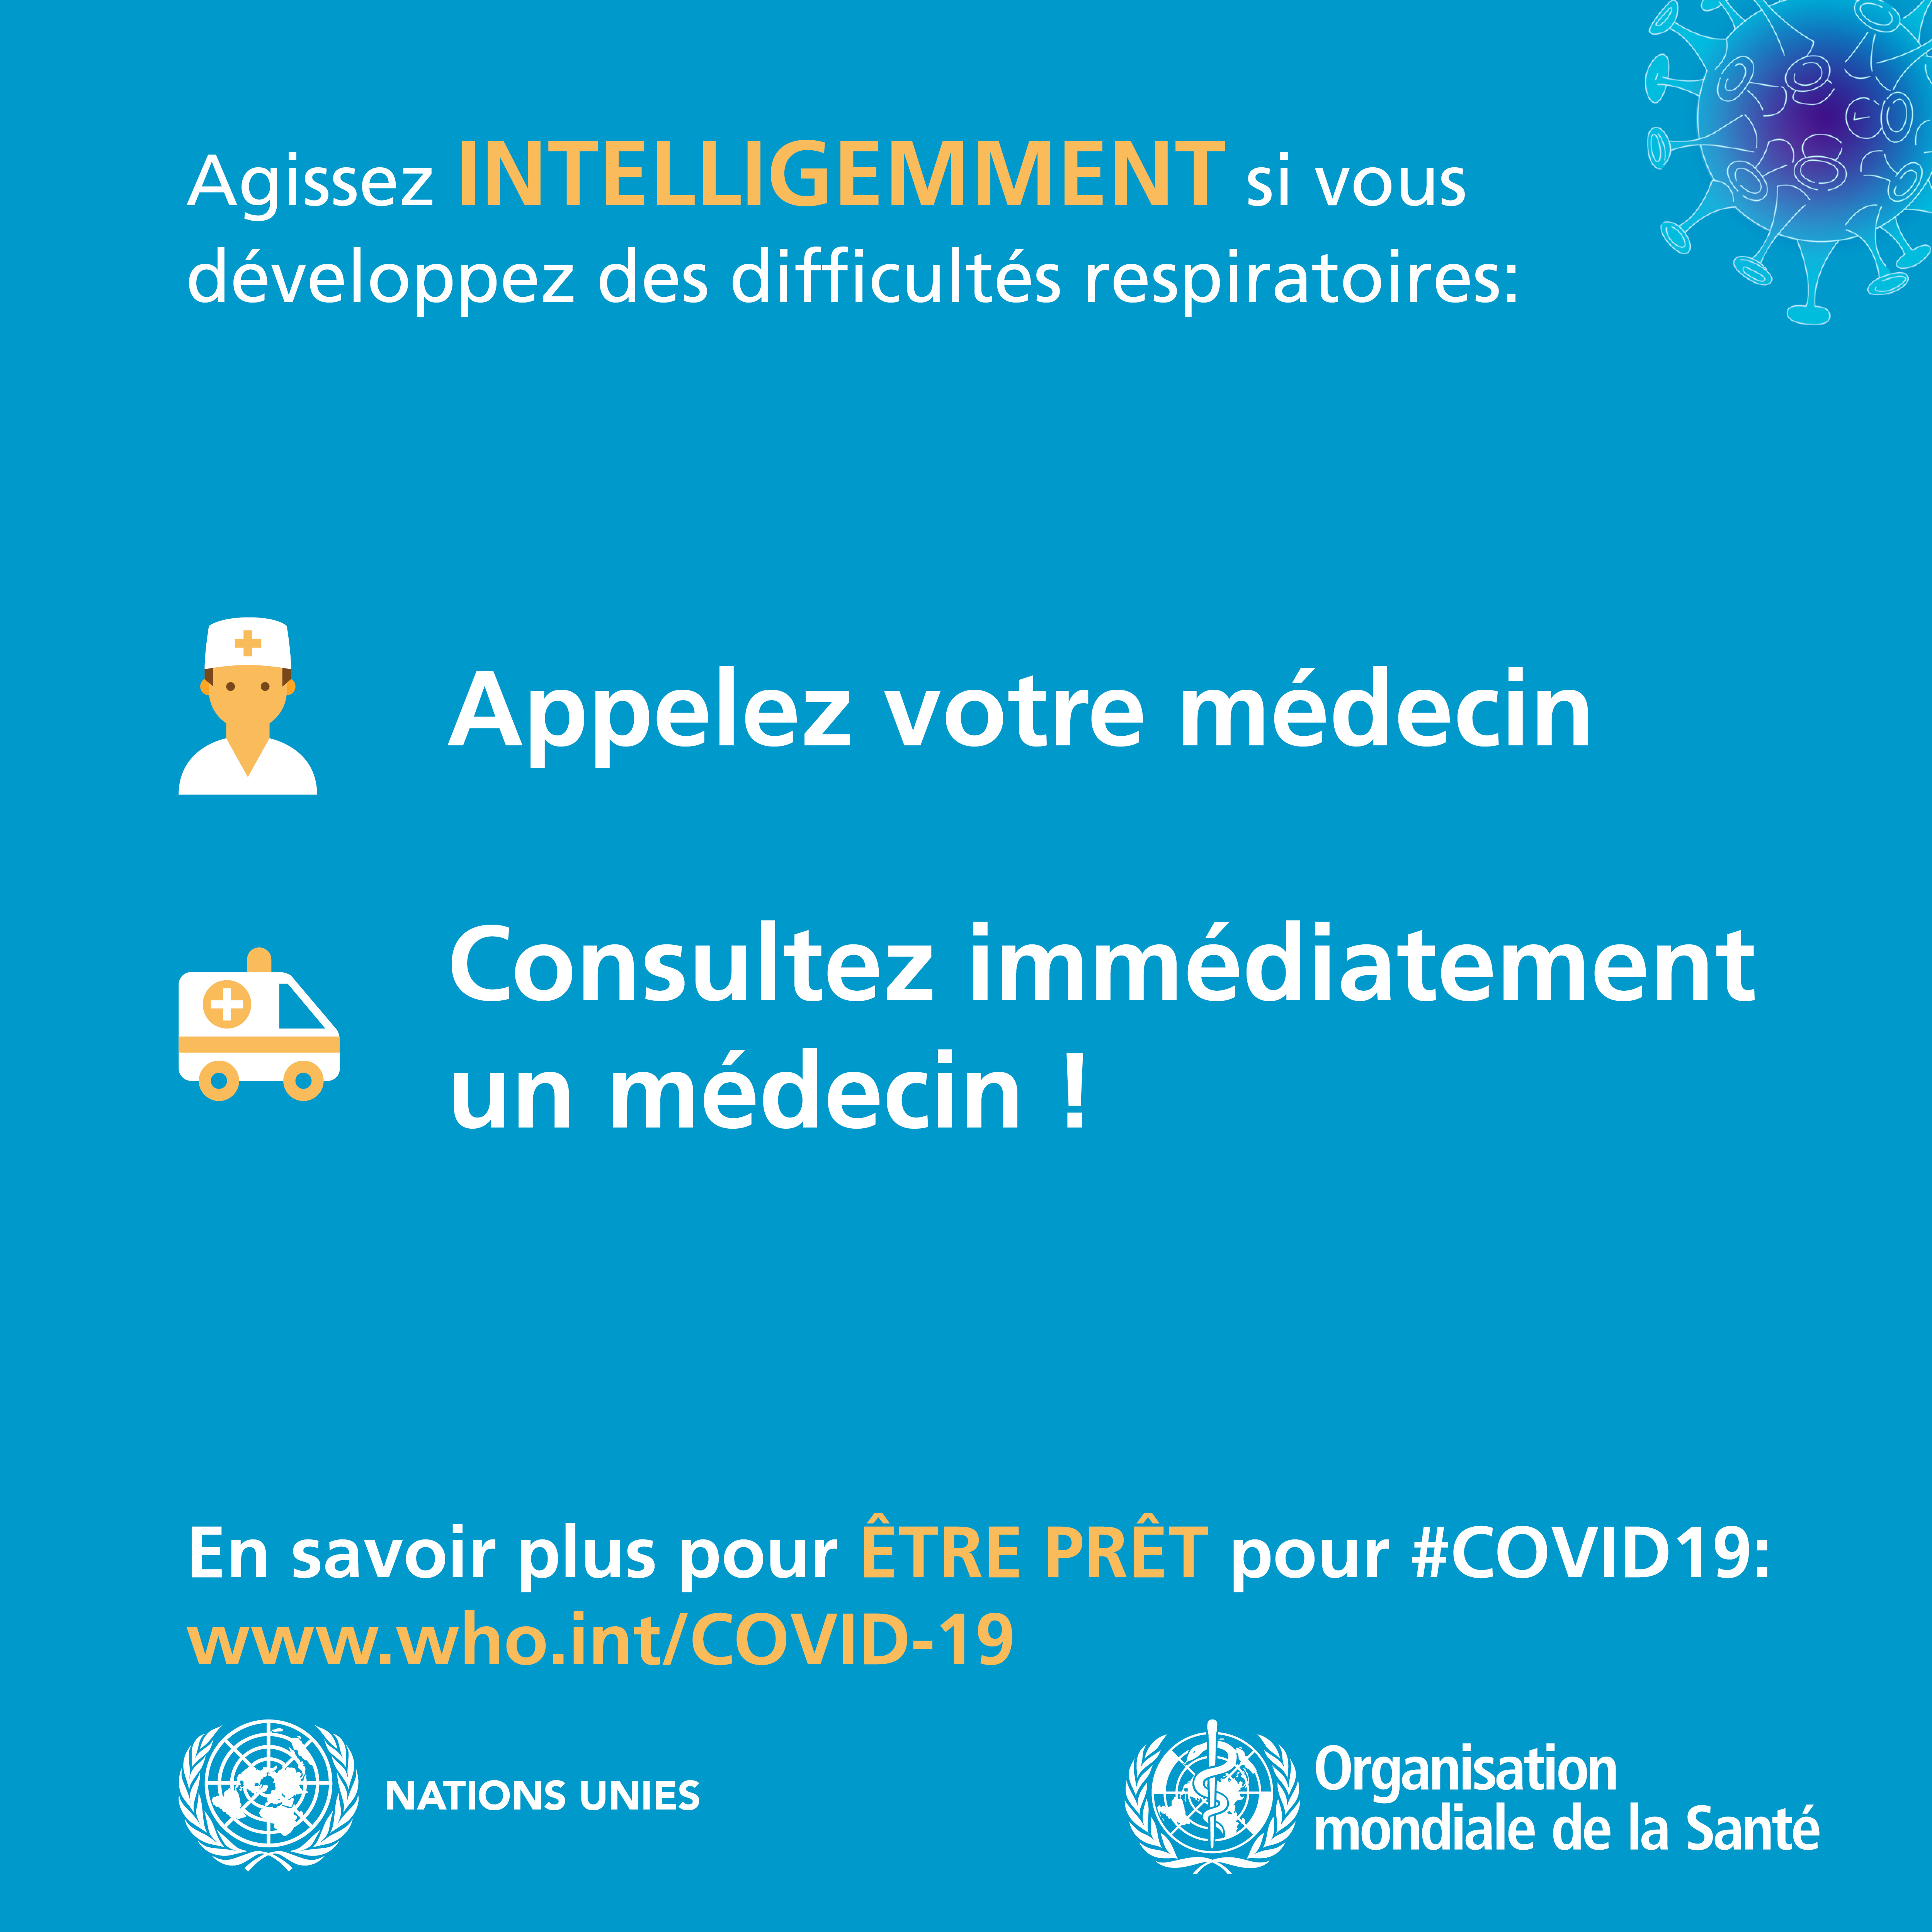 Agissez INTELLIGEMMENT si vous
développez des difficultés respiratoires:
Appelez votre médecin
Consultez immédiatement
un médecin !
En savoir plus pour ÊTRE PRÊT pour #COVID19:
www.who.int/COVID-19
NATIONS UNIES
Organisation
mondiale de la Santé